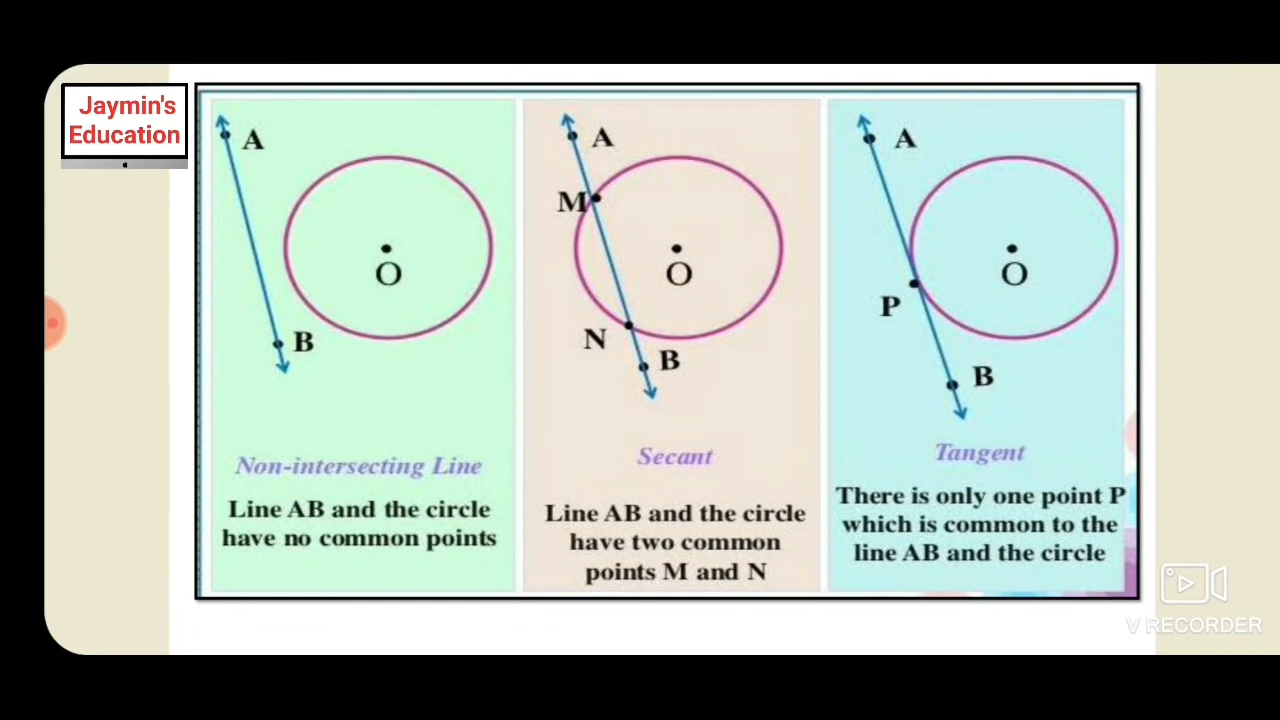 Jaymin's
Education
A
B
O
Non-intersecting Line
Line AB and the circle
have no common points
A
M
O
N
B
Secant
Line AB and the circle
have two common
points M and N
A
O
P
B
Tangent
There is only one point P
which is common to the
line AB and the circle
V RECORDER